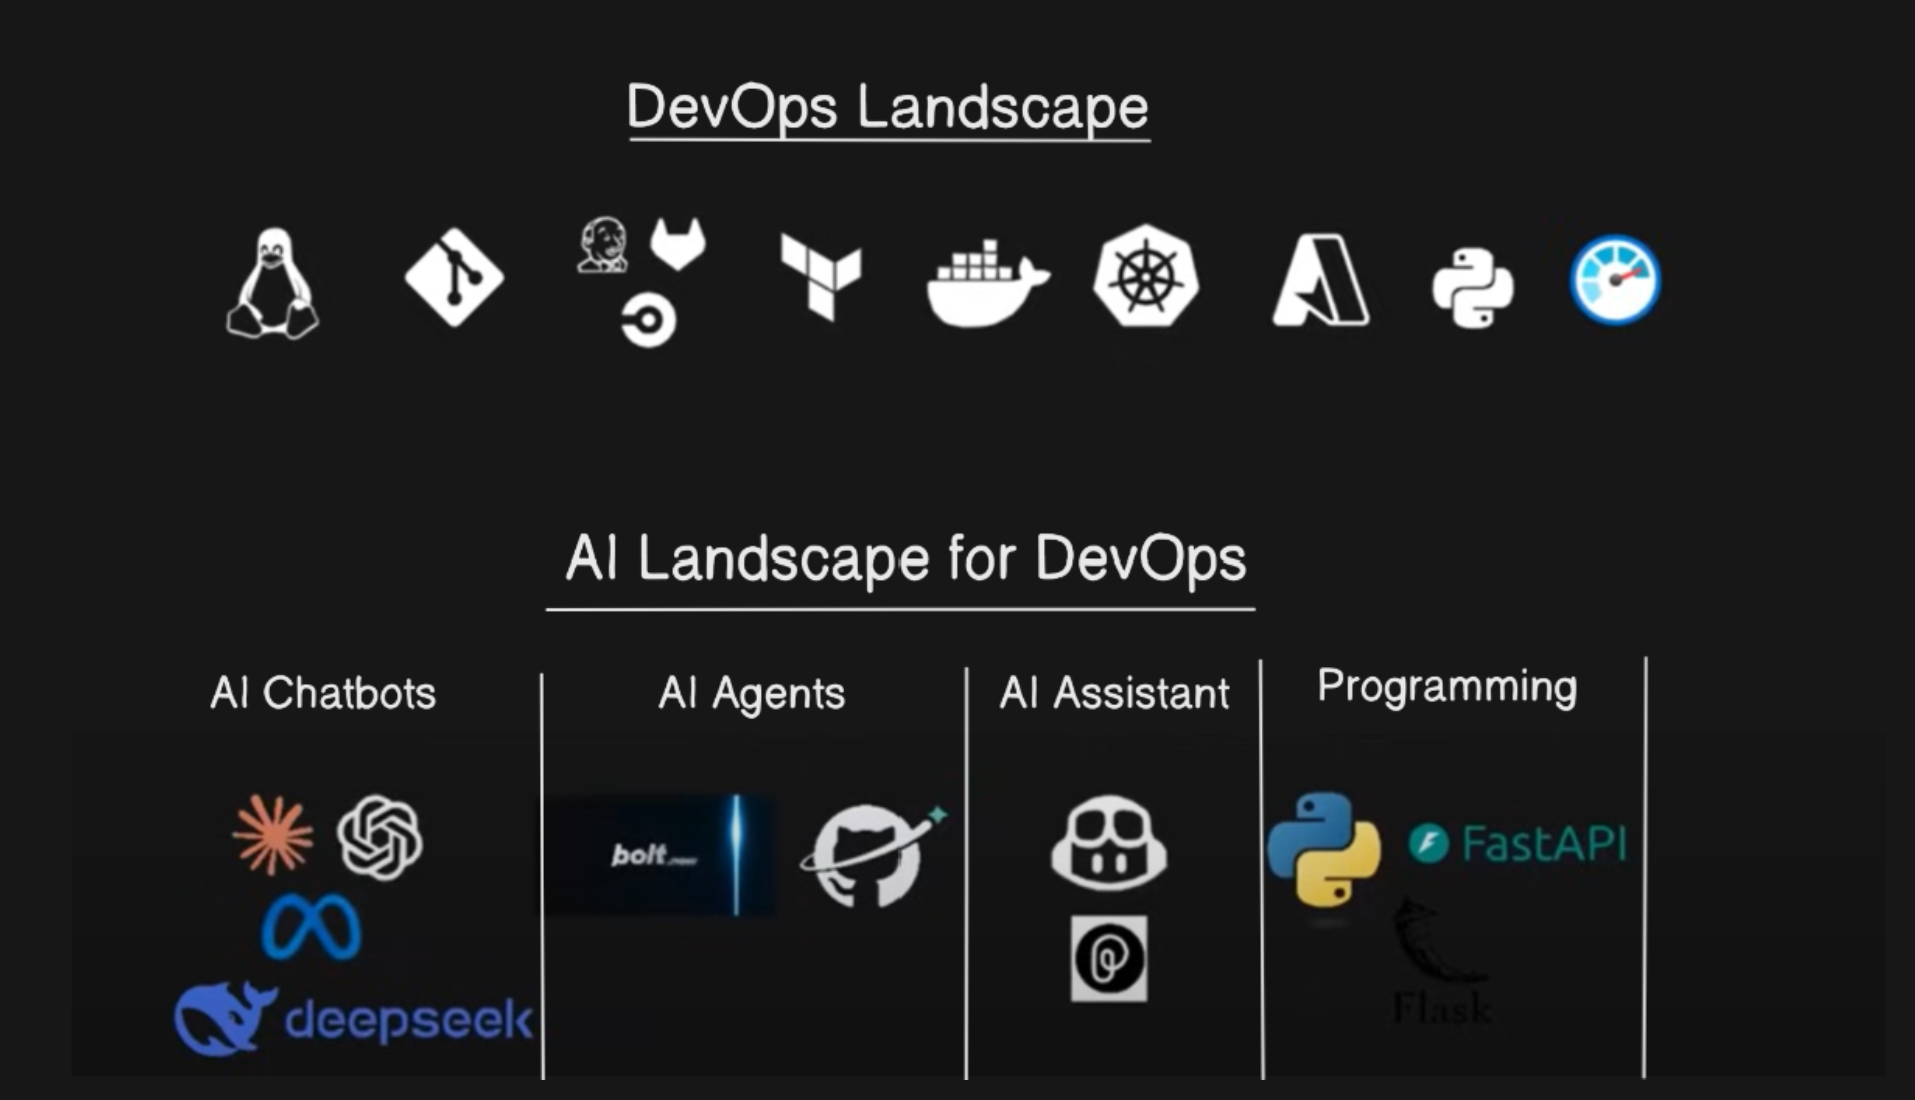 DevOps Landscape
AI Landscape for DevOps
AI Chatbots
AI Agents
AI Assistant
Programming
bolt.new
FastAPI
deepseek
Flask